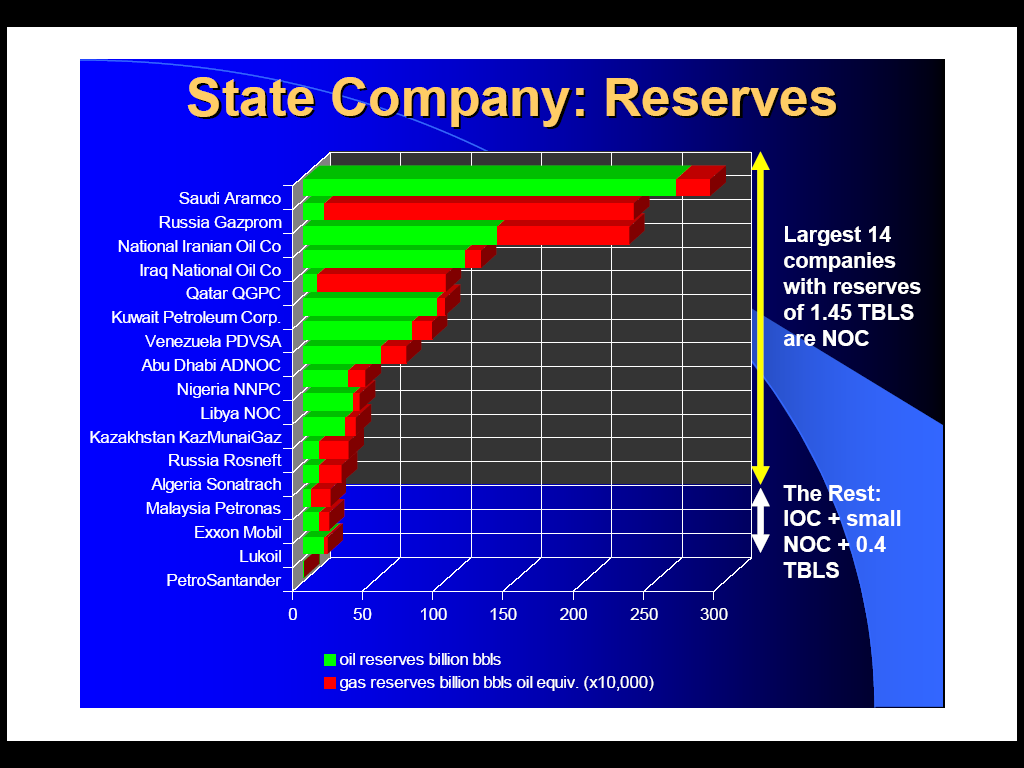 State Company: Reserves
Saudi Aramco
Russia Gazprom
National Iranian Oil Co
Iraq National Oil Co
Qatar QGPC
Kuwait Petroleum Corp.
Venezuela PDVSA
Abu Dhabi ADNOC
Nigeria NNPC
Libya NOC
Kazakhstan KazMunaiGaz
Russia Rosneft
Algeria Sonatrach
Malaysia Petronas
Exxon Mobil
Lukoil
PetroSantander
0 50 100 150 200 250 300
oil reserves billion bbls
gas reserves billion bbls oil equiv. (x10,000)
Largest 14
companies
with reserves
of 1.45 TBLS
are NOC
The Rest:
IOC + small
NOC + 0.4
TBLS